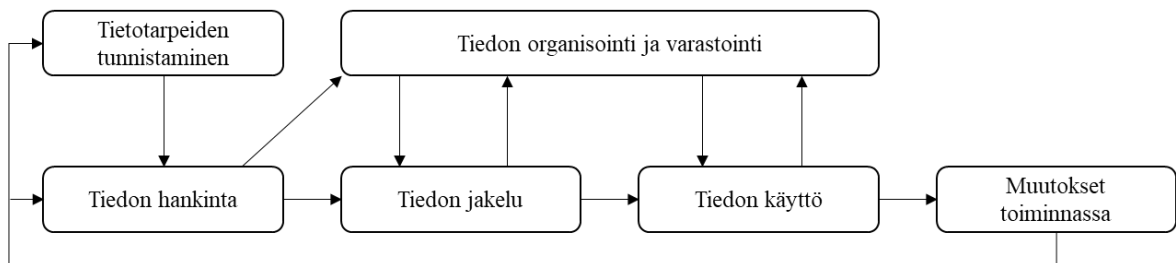 Tietotarpeiden
tunnistaminen
Tiedon organisointi ja varastointi
Tiedon hankinta
Tiedon jakelu
Tiedon käyttö
Muutokset
toiminnassa